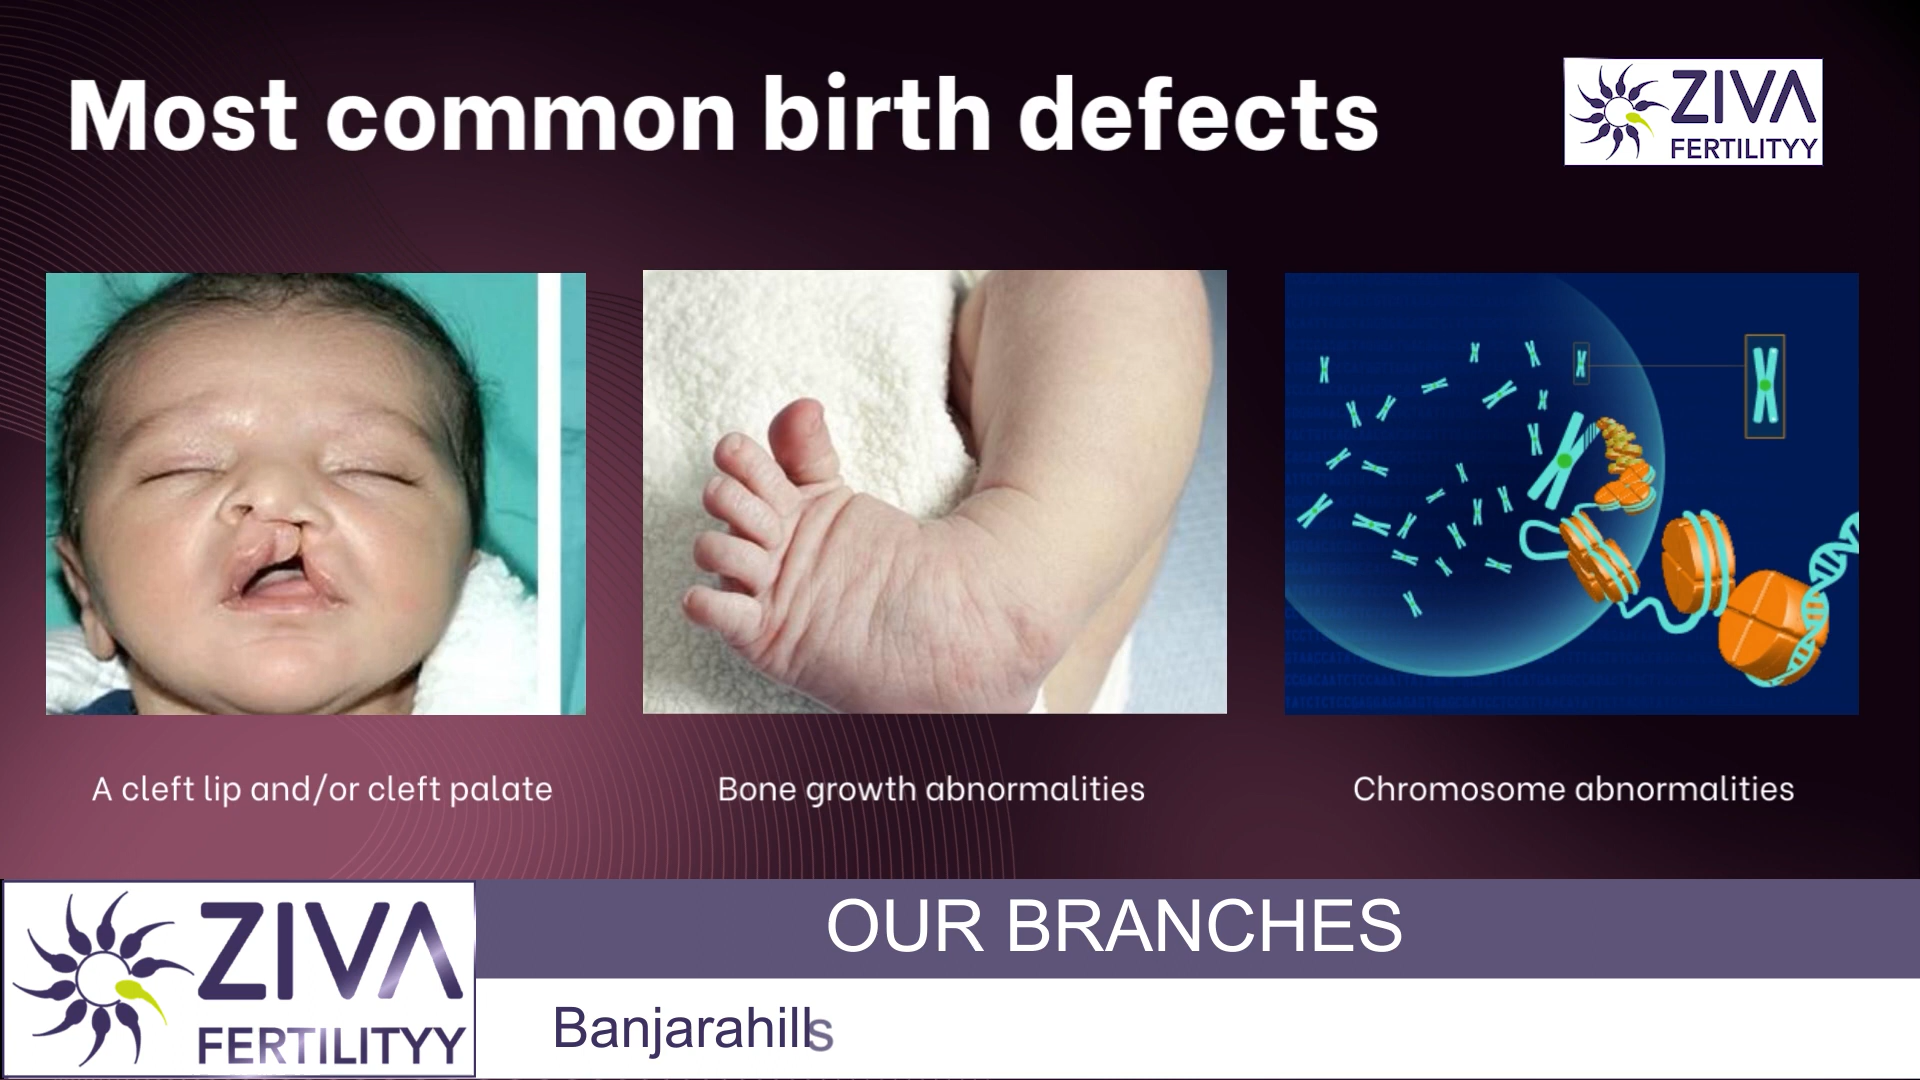 Most common birth defects
ZIVA
FERTILITYY
A cleft lip and/or cleft palate
Bone growth abnormalities
Chromosome abnormalities
ZIVA
FERTILITYY
OUR BRANCHES
Banjarahills